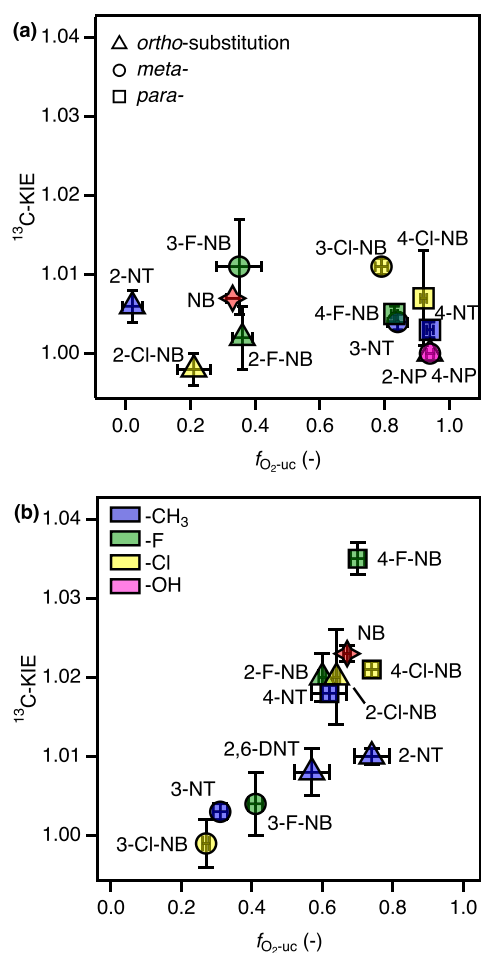 (a)
1.04
1.03
1.02
1.01
1.00
¹³C-KIE
ortho-substitution
meta-
para-
3-F-NB
3-Cl-NB
4-Cl-NB
2-NT
NB
4-F-NB
4-NT
2-Cl-NB
2-F-NB
3-NT
2-NP
4-NP
0.0
0.2
0.4
0.6
0.8
1.0
f O₂-uc (-)
(b)
1.04
1.03
1.02
1.01
1.00
¹³C-KIE
-CH₃
-F
-Cl
-OH
4-F-NB
NB
2-F-NB
4-Cl-NB
4-NT
2-Cl-NB
2,6-DNT
2-NT
3-NT
3-F-NB
3-Cl-NB
0.0
0.2
0.4
0.6
0.8
1.0
f O₂-uc (-)